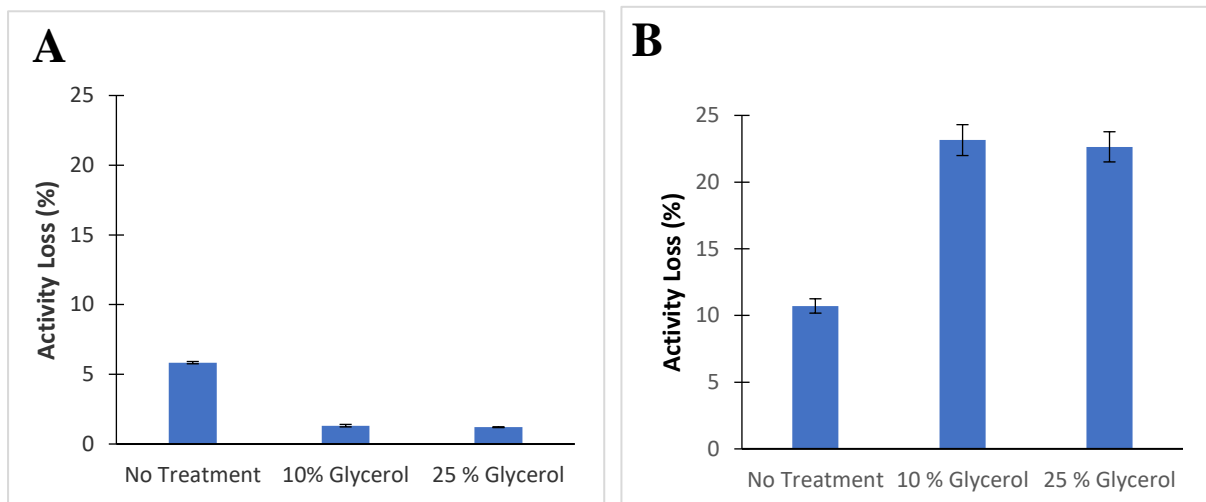 A
25
20
15
10
5
0
Activity Loss (%)
No Treatment 10% Glycerol 25 % Glycerol
B
25
20
15
10
5
0
Activity Loss (%)
No Treatment 10 % Glycerol 25 % Glycerol